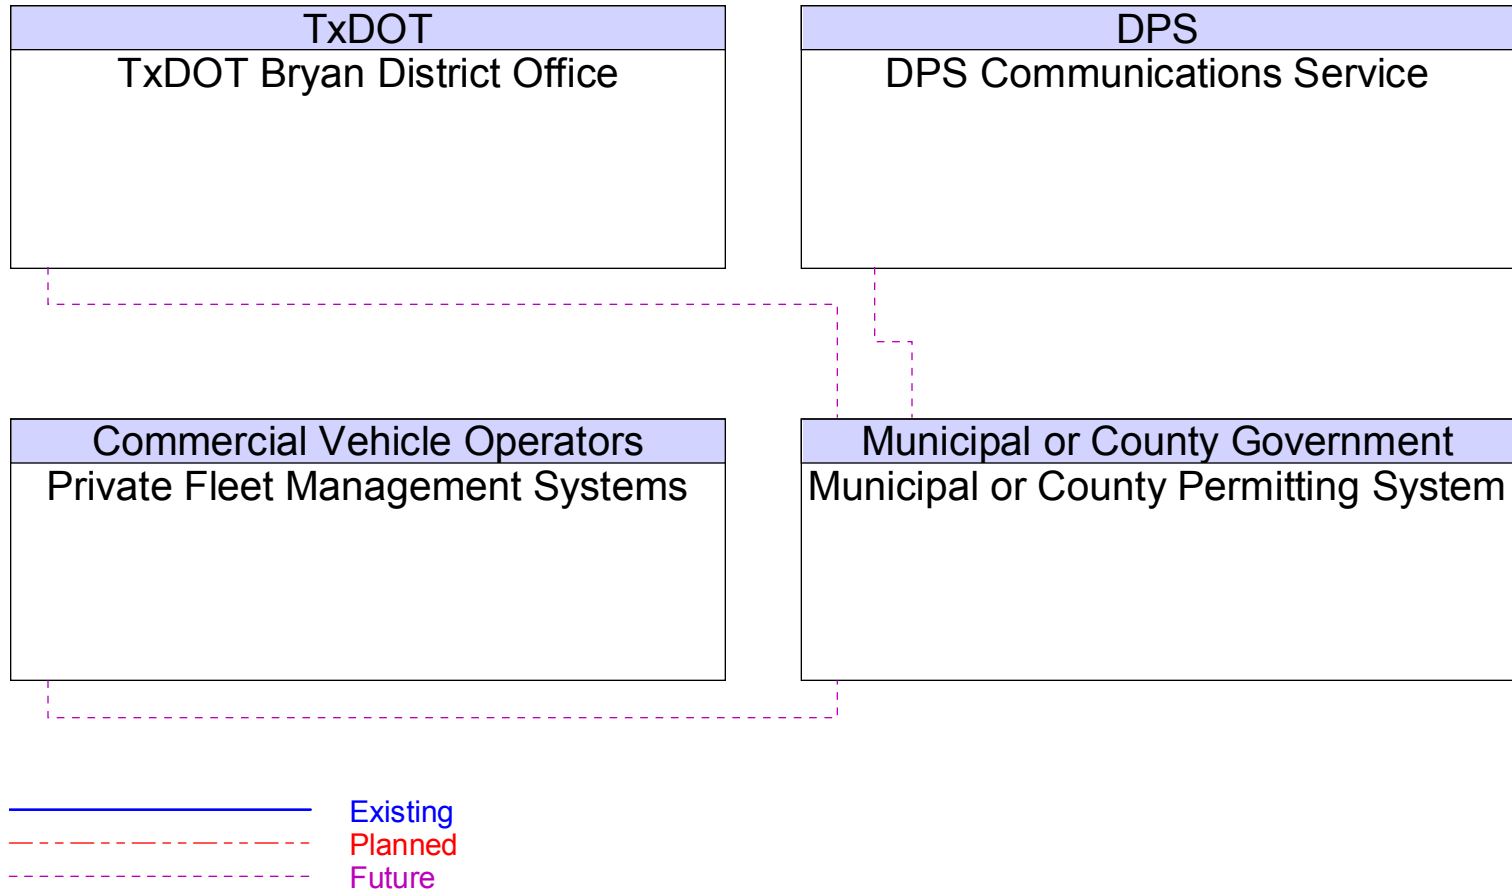 TxDOT
TxDOT Bryan District Office
DPS
DPS Communications Service
Commercial Vehicle Operators
Private Fleet Management Systems
Municipal or County Government
Municipal or County Permitting System
Existing
Planned
Future